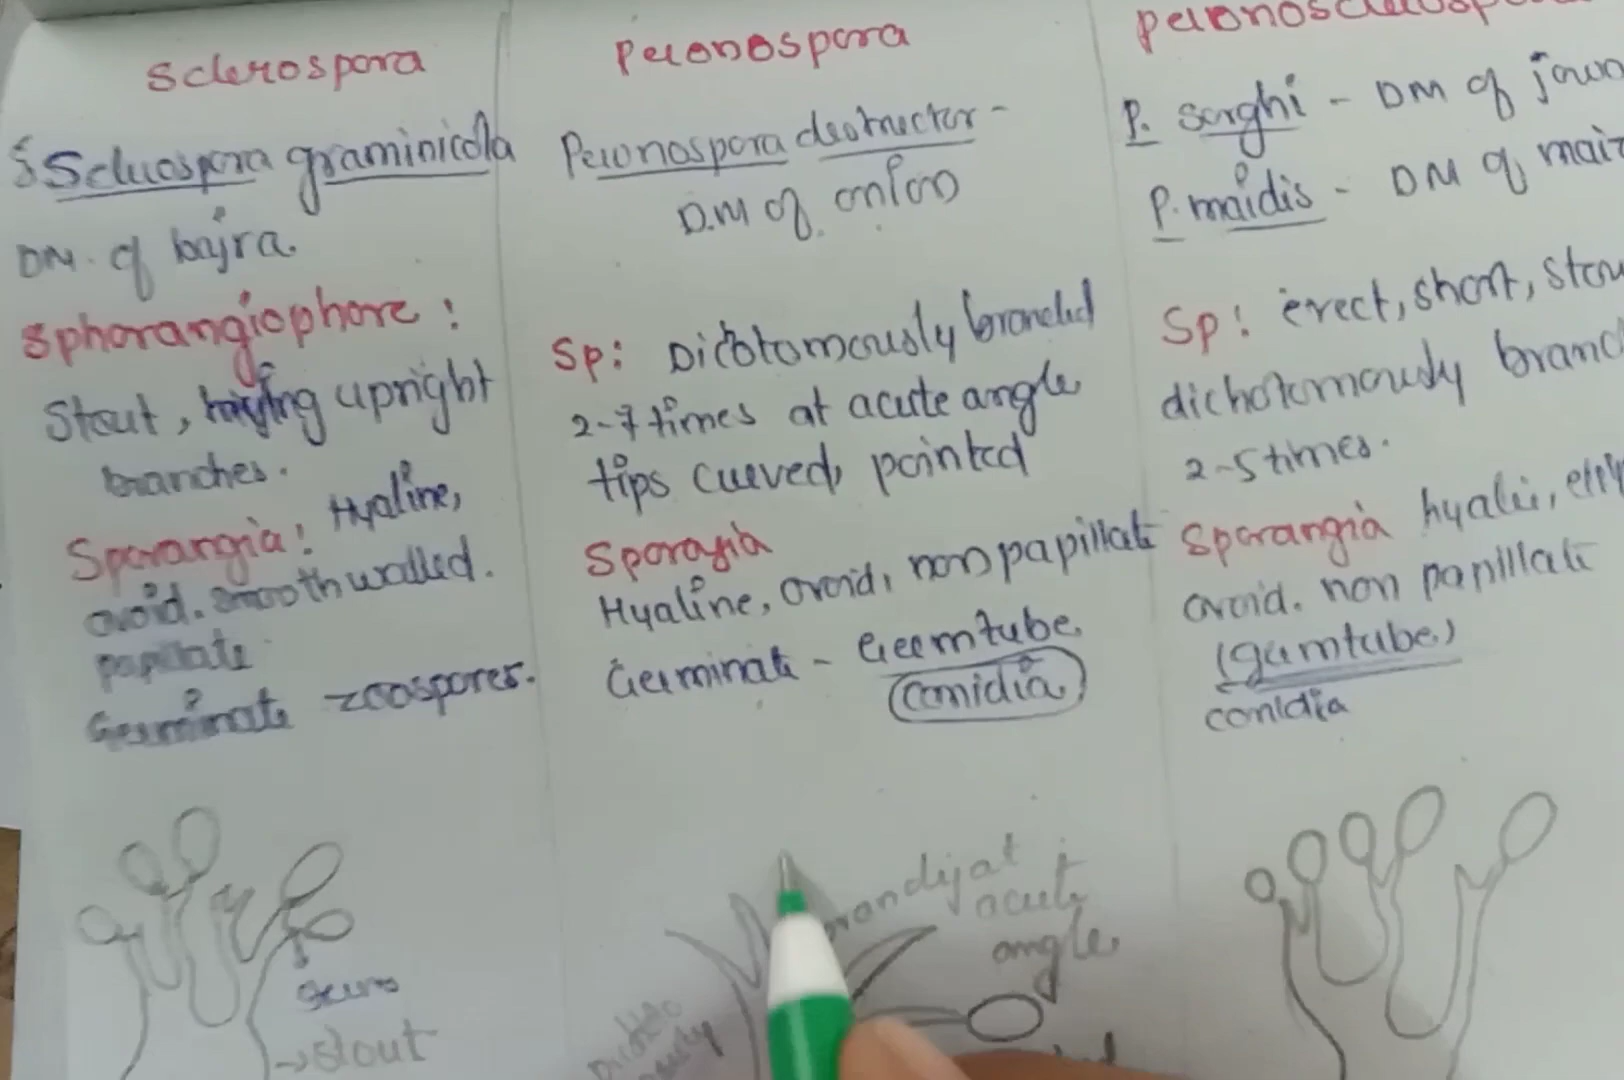 Sclerospora
Sclerospora graminicola
DM. of bajra.
Sphorangiophore :
Stout, having upright
branches.
Sporangia: Hyaline,
ovoid. smooth walled.
papillate
Germinate zoospores.
stout
Peronospora
Peronospora destructor -
D.M of onion
Sp: Dicotomously branched
2-7 times at acute angle
tips curved, pointed
Sporangia
Hyaline, ovoid, non papillate
Germinate - Germtube.
conidia
at
acute
angle
P. sorghi - DM of
P. maidis - DM of
Sp: erect, short,
dichotomously
2-5 times.
Sporangia
ovoid. non papillate
(germtube)
conidia